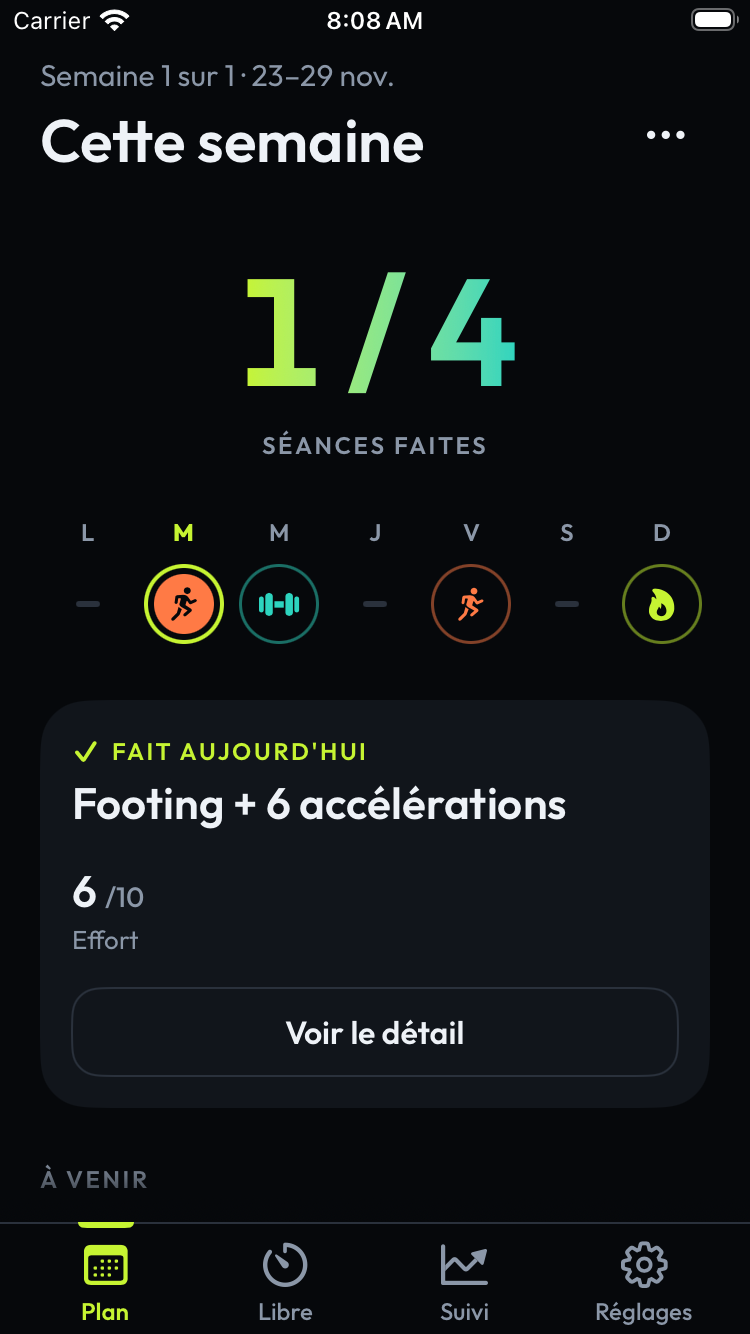 Carrier 8:08 AM
Semaine 1 sur 1 · 23–29 nov.
Cette semaine
1/4
SÉANCES FAITES
L M M J V S D
FAIT AUJOURD'HUI
Footing + 6 accélérations
6 /10
Effort
Voir le détail
À VENIR
Plan Libre Suivi Réglages